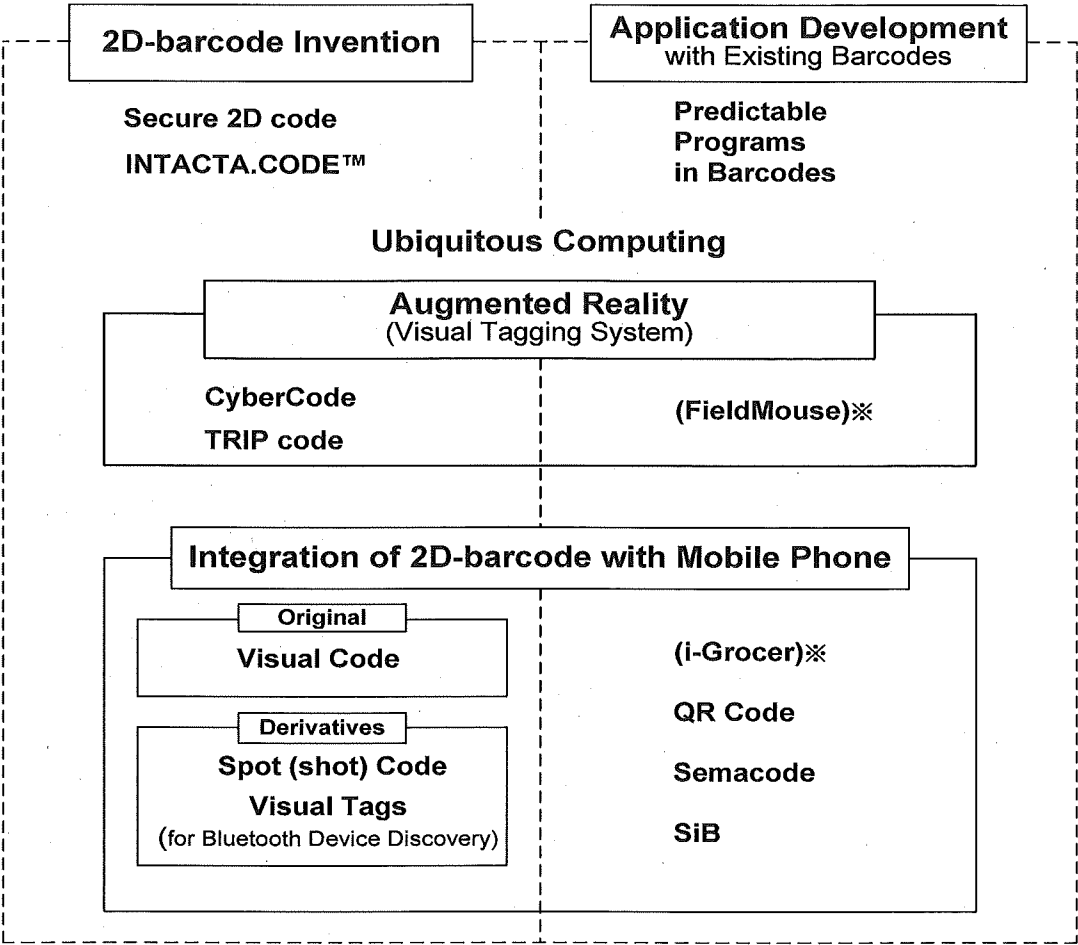 2D-barcode Invention
Application Development
with Existing Barcodes
Secure 2D code
INTACTA.CODE™
Predictable
Programs
in Barcodes
Ubiquitous Computing
Augmented Reality
(Visual Tagging System)
CyberCode
TRIP code
(FieldMouse)※
Integration of 2D-barcode with Mobile Phone
Original
Visual Code
Derivatives
Spot (shot) Code
Visual Tags
(for Bluetooth Device Discovery)
(i-Grocer)※
QR Code
Semacode
SiB